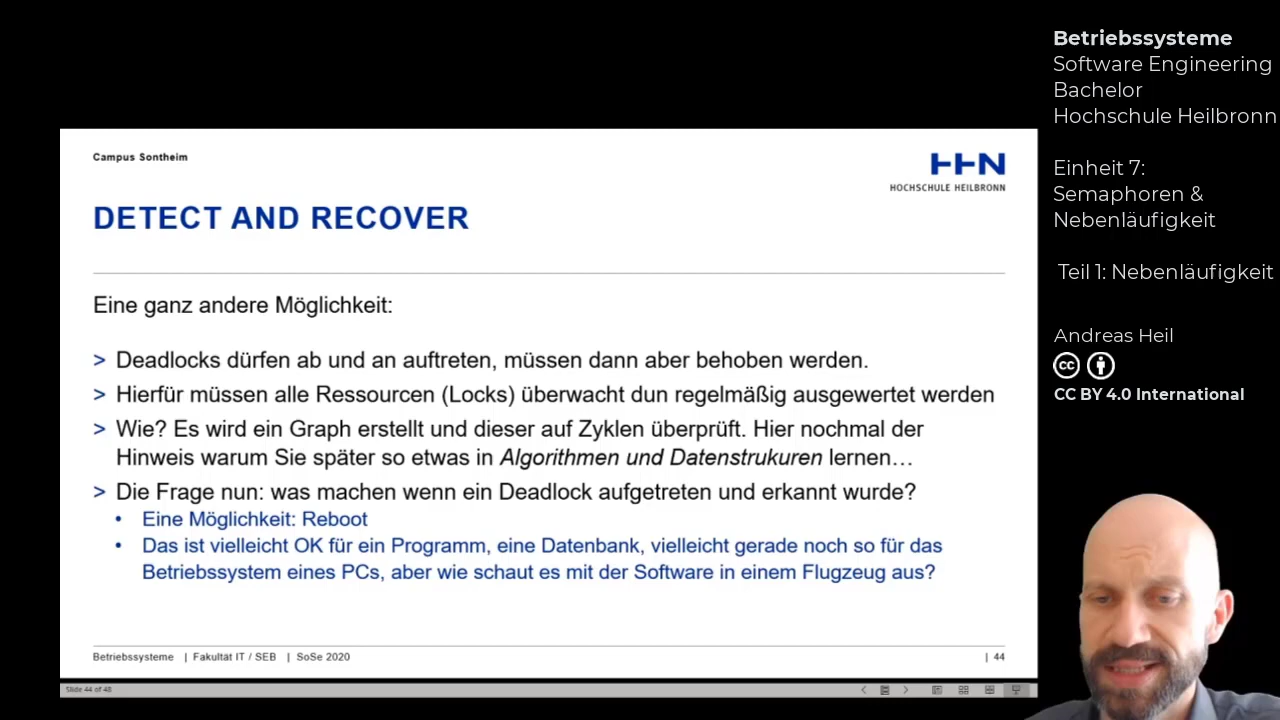 Betriebssysteme
Software Engineering
Bachelor
Hochschule Heilbronn
Einheit 7:
Semaphoren &
Nebenläufigkeit
Teil 1: Nebenläufigkeit
Andreas Heil
cc
CC BY 4.0 International
Campus Sontheim
HHN
HOCHSCHULE HEILBRONN
DETECT AND RECOVER
Eine ganz andere Möglichkeit:
> Deadlocks dürfen ab und an auftreten, müssen dann aber behoben werden.
> Hierfür müssen alle Ressourcen (Locks) überwacht dun regelmäßig ausgewertet werden
> Wie? Es wird ein Graph erstellt und dieser auf Zyklen überprüft. Hier nochmal der
Hinweis warum Sie später so etwas in Algorithmen und Datenstrukuren lernen…
> Die Frage nun: was machen wenn ein Deadlock aufgetreten und erkannt wurde?
• Eine Möglichkeit: Reboot
• Das ist vielleicht OK für ein Programm, eine Datenbank, vielleicht gerade noch so für das
Betriebssystem eines PCs, aber wie schaut es mit der Software in einem Flugzeug aus?
Betriebssysteme | Fakultät IT / SEB | SoSe 2020 | 44
Slide 44 of 48